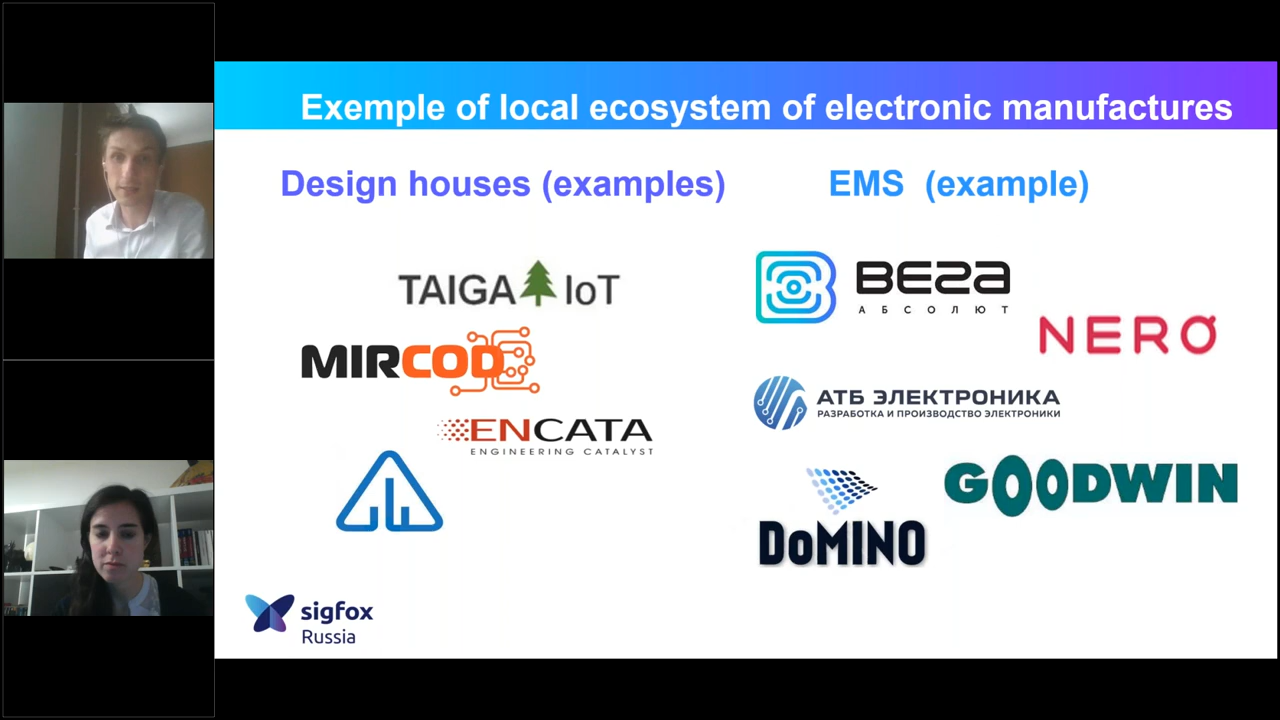 Exemple of local ecosystem of electronic manufactures
Design houses (examples)
EMS (example)
TAIGA IoT
MIRCOD
ENCATA
ENGINEERING CATALYST
ВЕГА
АБСОЛЮТ
NERO
АТБ ЭЛЕКТРОНИКА
РАЗРАБОТКА И ПРОИЗВОДСТВО ЭЛЕКТРОНИКИ
GOODWIN
DOMINO
sigfox
Russia